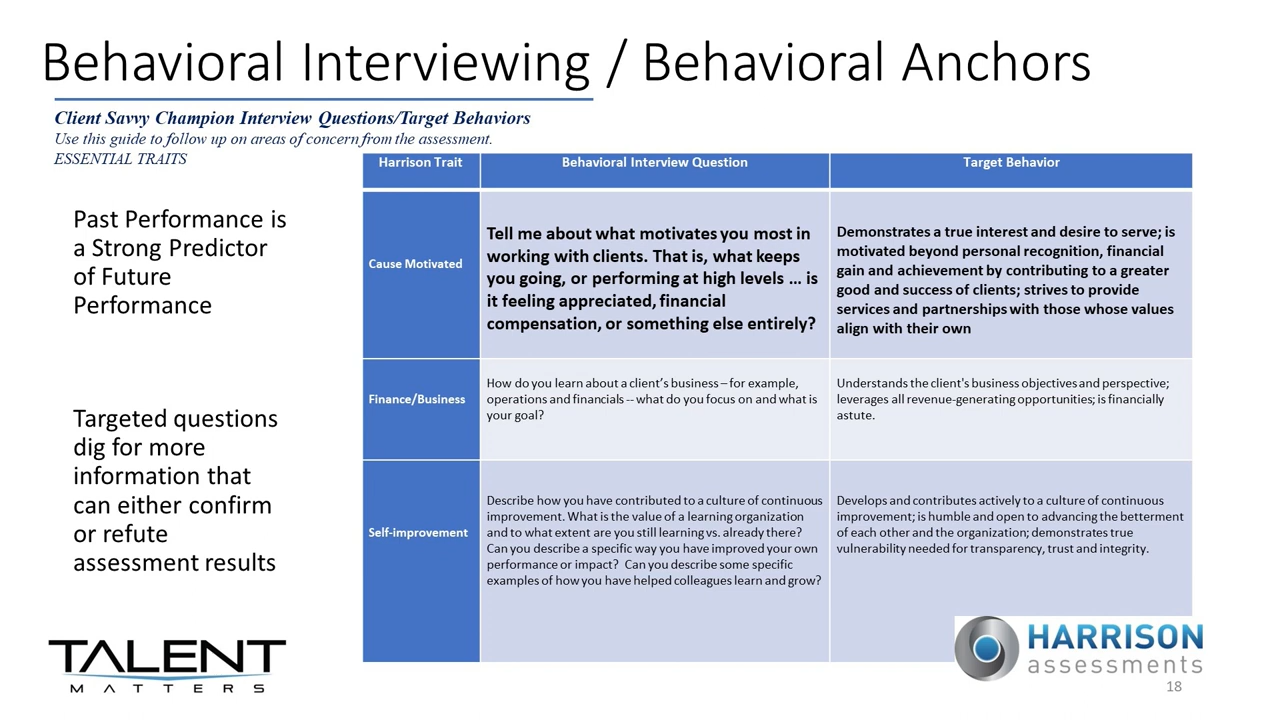 Behavioral Interviewing / Behavioral Anchors
Client Savvy Champion Interview Questions/Target Behaviors
Use this guide to follow up on areas of concern from the assessment.
ESSENTIAL TRAITS
Past Performance is
a Strong Predictor
of Future
Performance
Targeted questions
dig for more
information that
can either confirm
or refute
assessment results
Harrison Trait
Behavioral Interview Question
Target Behavior
Cause Motivated
Tell me about what motivates you most in
working with clients. That is, what keeps
you going, or performing at high levels … is
it feeling appreciated, financial
compensation, or something else entirely?
Demonstrates a true interest and desire to serve; is
motivated beyond personal recognition, financial
gain and achievement by contributing to a greater
good and success of clients; strives to provide
services and partnerships with those whose values
align with their own
Finance/Business
How do you learn about a client’s business – for example,
operations and financials -- what do you focus on and what is
your goal?
Understands the client's business objectives and perspective;
leverages all revenue-generating opportunities; is financially
astute.
Self-improvement
Describe how you have contributed to a culture of continuous
improvement. What is the value of a learning organization
and to what extent are you still learning vs. already there?
Can you describe a specific way you have improved your own
performance or impact?  Can you describe some specific
examples of how you have helped colleagues learn and grow?
Develops and contributes actively to a culture of continuous
improvement; is humble and open to advancing the betterment
of each other and the organization; demonstrates true
vulnerability needed for transparency, trust and integrity.
TALENT
MATTERS
HARRISON
assessments
18